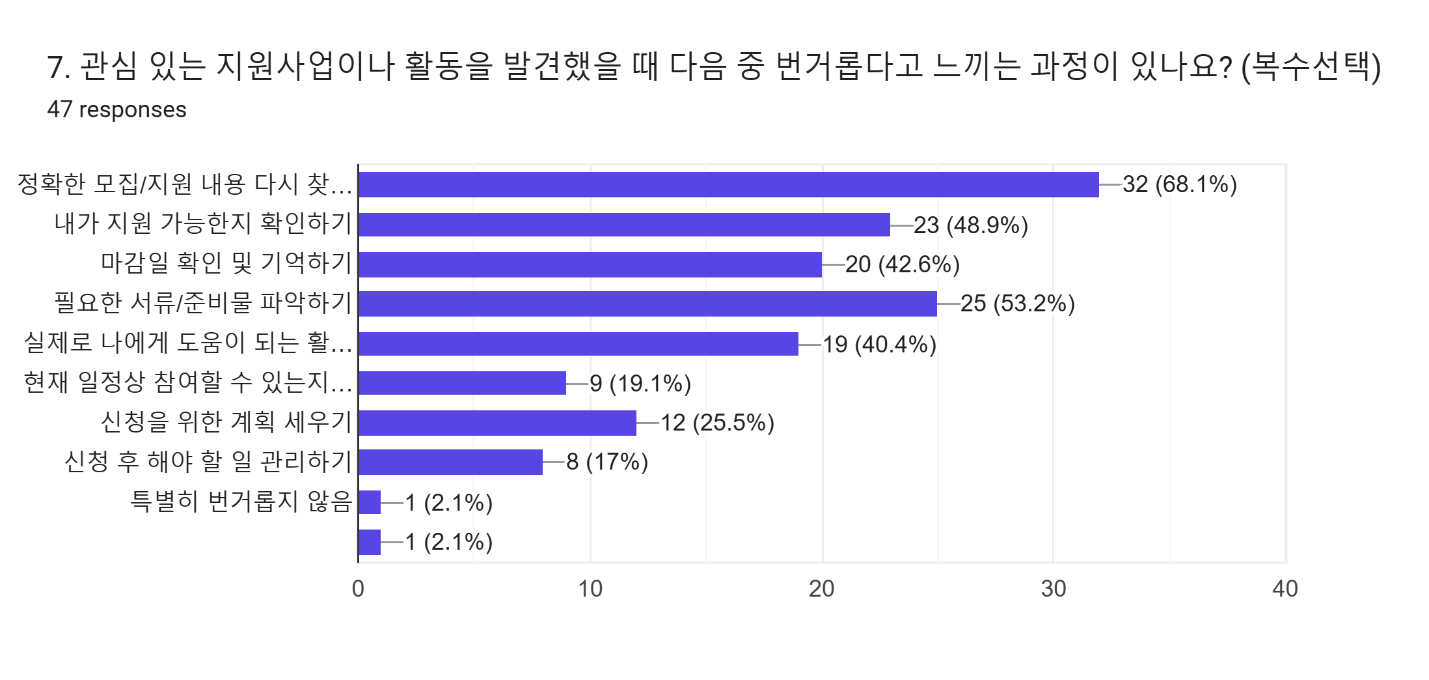 7. 관심 있는 지원사업이나 활동을 발견했을 때 다음 중 번거롭다고 느끼는 과정이 있나요? (복수선택)
47 responses
정확한 모집/지원 내용 다시 찾… 32 (68.1%)
내가 지원 가능한지 확인하기 23 (48.9%)
마감일 확인 및 기억하기 20 (42.6%)
필요한 서류/준비물 파악하기 25 (53.2%)
실제로 나에게 도움이 되는 활… 19 (40.4%)
현재 일정상 참여할 수 있는지… 9 (19.1%)
신청을 위한 계획 세우기 12 (25.5%)
신청 후 해야 할 일 관리하기 8 (17%)
특별히 번거롭지 않음 1 (2.1%)
1 (2.1%)
0 10 20 30 40